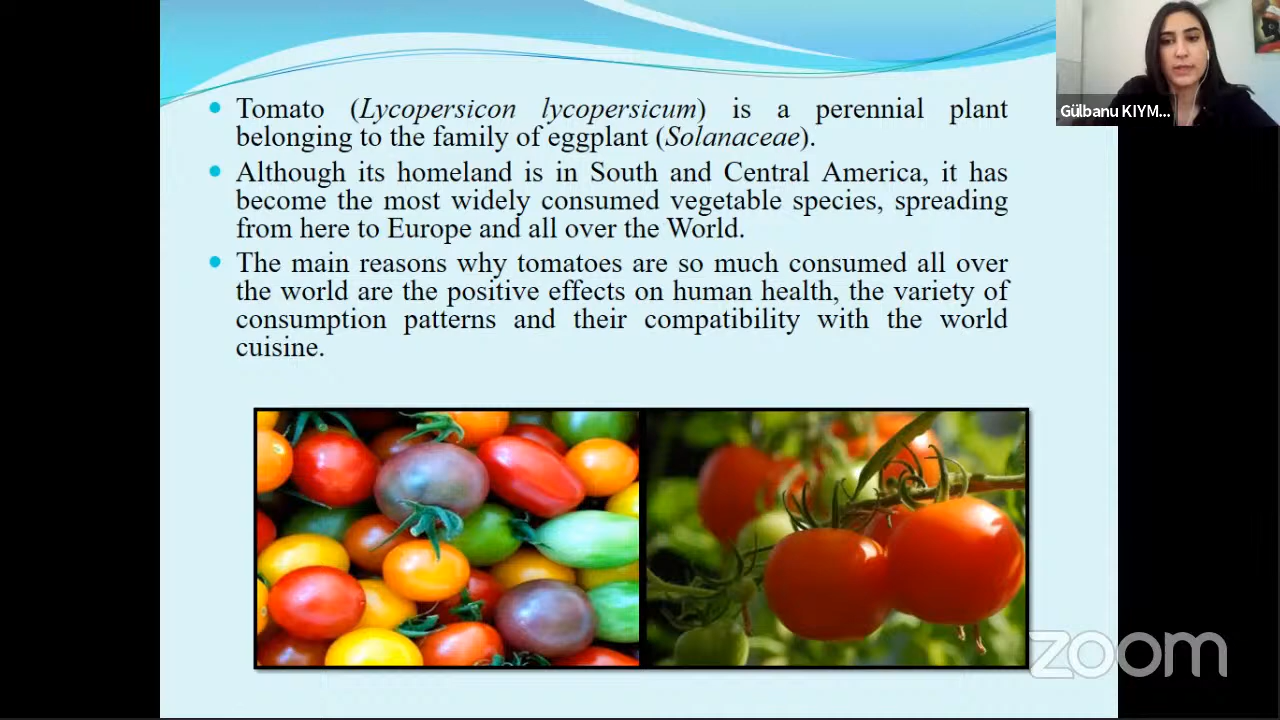 Tomato (Lycopersicon lycopersicum) is a perennial plant
belonging to the family of eggplant (Solanaceae).
Although its homeland is in South and Central America, it has
become the most widely consumed vegetable species, spreading
from here to Europe and all over the World.
The main reasons why tomatoes are so much consumed all over
the world are the positive effects on human health, the variety of
consumption patterns and their compatibility with the world
cuisine.
Gülbanu KIYM...
zoom